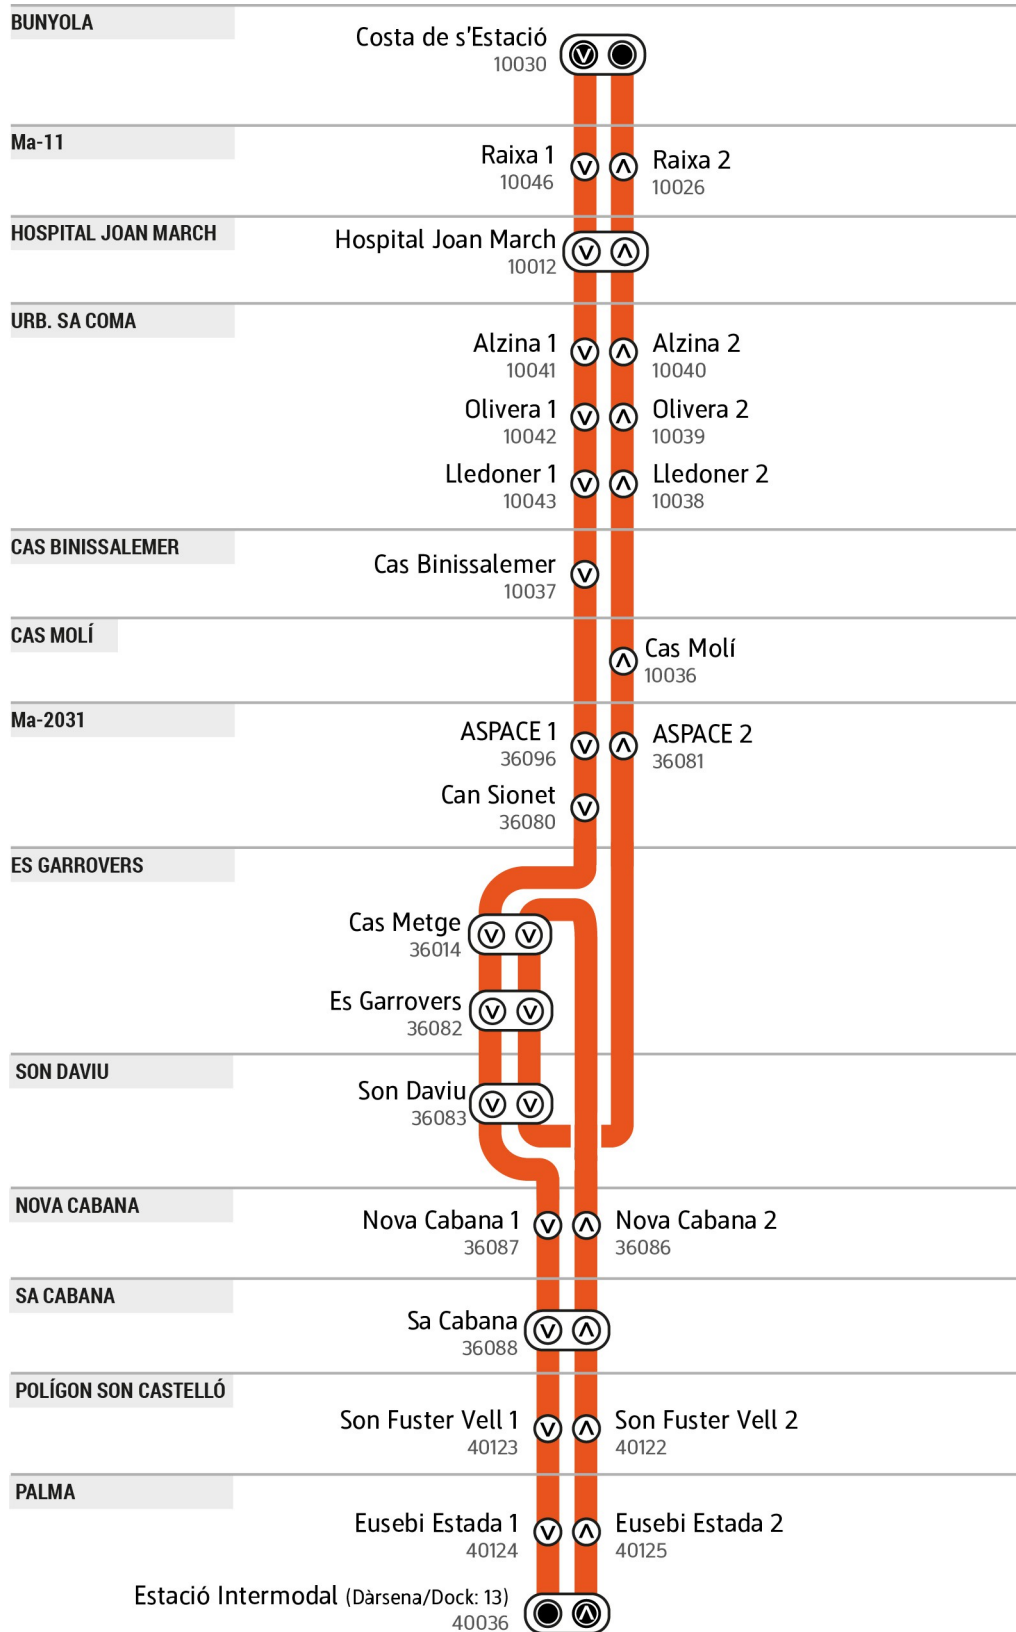 BUNYOLA
Costa de s'Estació
10030
Ma-11
Raixa 1
10046
Raixa 2
10026
HOSPITAL JOAN MARCH
Hospital Joan March
10012
URB. SA COMA
Alzina 1
10041
Alzina 2
10040
Olivera 1
10042
Olivera 2
10039
Lledoner 1
10043
Lledoner 2
10038
CAS BINISSALEMER
Cas Binissalemer
10037
CAS MOLÍ
Cas Molí
10036
Ma-2031
ASPACE 1
36096
ASPACE 2
36081
Can Sionet
36080
ES GARROVERS
Cas Metge
36014
Es Garrovers
36082
SON DAVIU
Son Daviu
36083
NOVA CABANA
Nova Cabana 1
36087
Nova Cabana 2
36086
SA CABANA
Sa Cabana
36088
POLÍGON SON CASTELLÓ
Son Fuster Vell 1
40123
Son Fuster Vell 2
40122
PALMA
Eusebi Estada 1
40124
Eusebi Estada 2
40125
Estació Intermodal (Dàrsena/Dock: 13)
40036